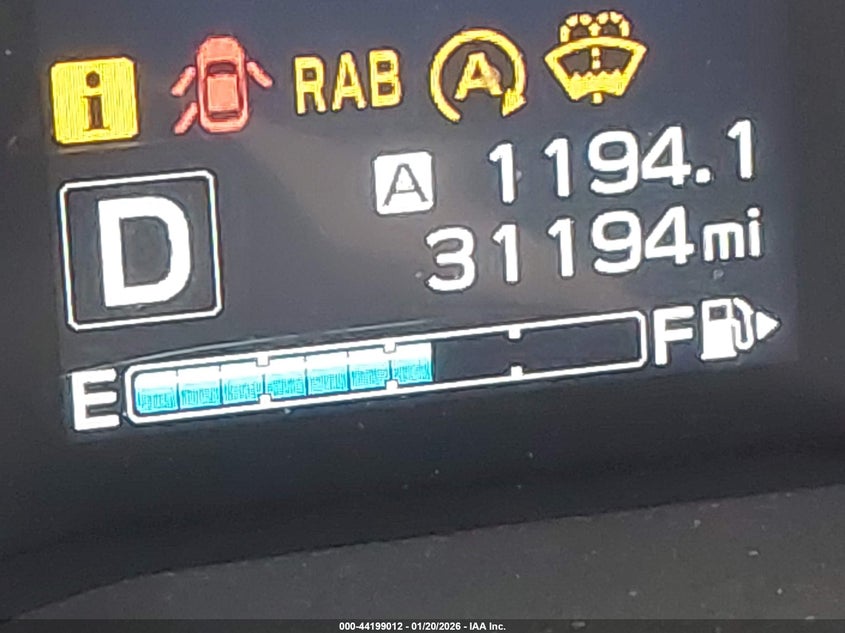 i RAB A
A 1194.1
D 31194mi
E F
000-44199012 - 01/20/2026 - IAA Inc.